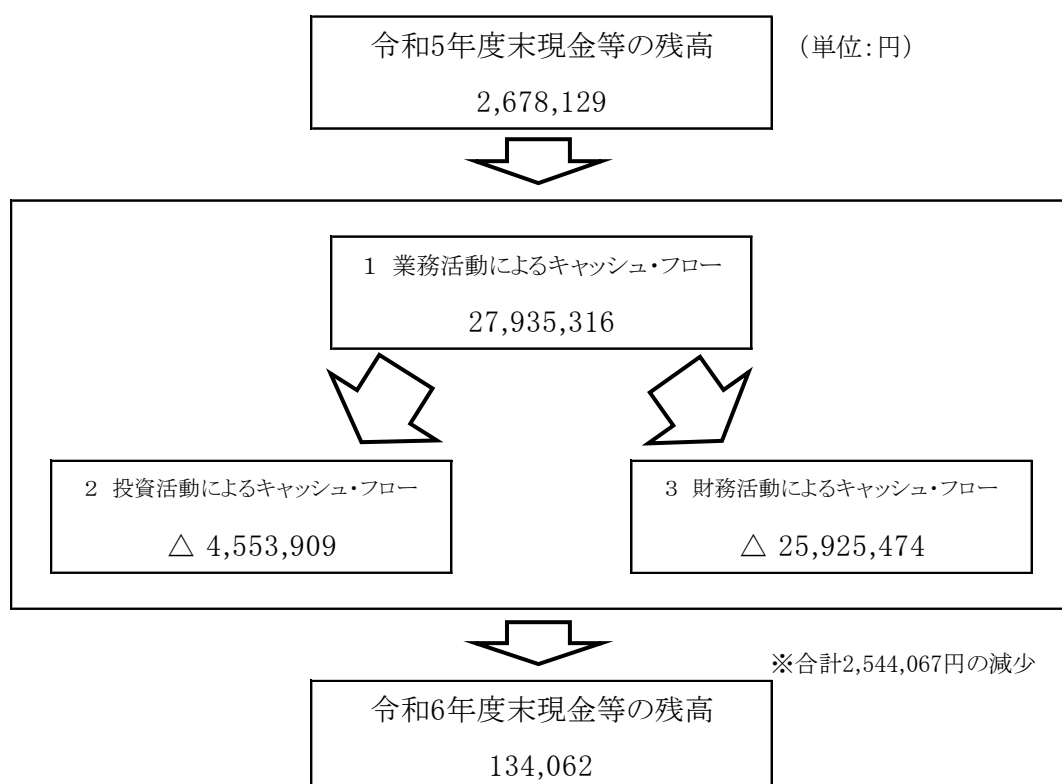 令和5年度末現金等の残高
(単位:円)
2,678,129
1 業務活動によるキャッシュ・フロー
27,935,316
2 投資活動によるキャッシュ・フロー
△ 4,553,909
3 財務活動によるキャッシュ・フロー
△ 25,925,474
※合計2,544,067円の減少
令和6年度末現金等の残高
134,062